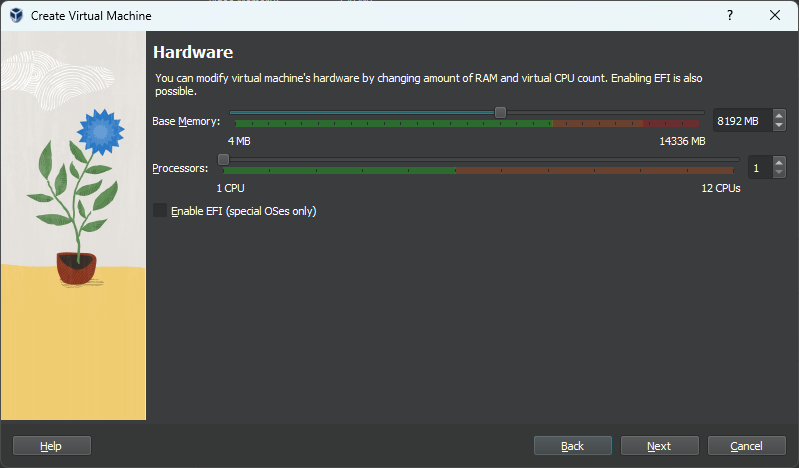 Create Virtual Machine
?
Hardware
You can modify virtual machine's hardware by changing amount of RAM and virtual CPU count. Enabling EFI is also
possible.
Base Memory:
8192 MB
4 MB
14336 MB
Processors:
1
1 CPU
12 CPUs
Enable EFI (special OSes only)
Help
Back
Next
Cancel